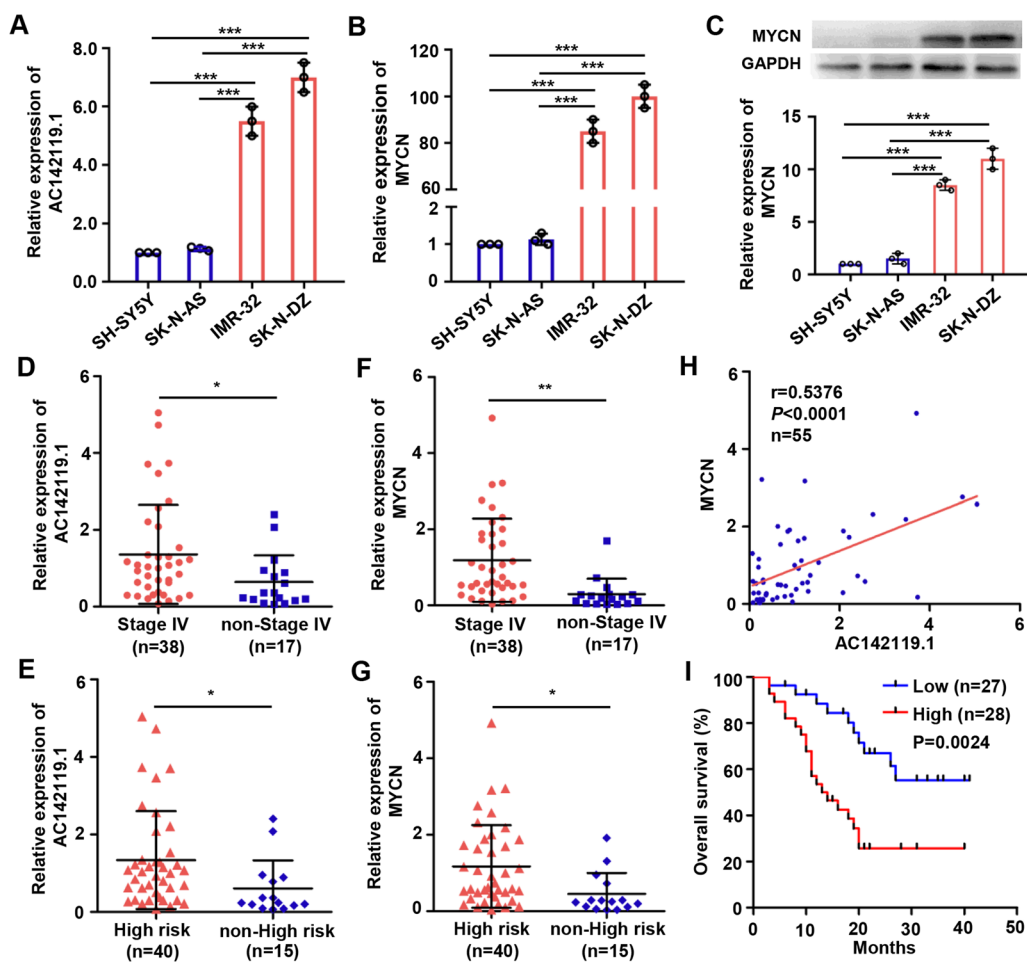 A
Relative expression of
AC142119.1
8.0
6.0
4.0
2.0
0.0
***
***
***
***
SH-SY5Y
SK-N-AS
IMR-32
SK-N-DZ
B
Relative expression of
MYCN
120
100
80
60
2
1
0
***
***
***
***
SH-SY5Y
SK-N-AS
IMR-32
SK-N-DZ
C
MYCN
GAPDH
Relative expression of
MYCN
15
10
5
0
***
***
***
***
SH-SY5Y
SK-N-AS
IMR-32
SK-N-DZ
D
Relative expression of
AC142119.1
6
4
2
0
*
Stage IV
(n=38)
non-Stage IV
(n=17)
F
Relative expression of
MYCN
6
4
2
0
**
Stage IV
(n=38)
non-Stage IV
(n=17)
H
MYCN
6
4
2
0
r=0.5376
P<0.0001
n=55
0
2
4
6
AC142119.1
E
Relative expression of
AC142119.1
6
4
2
0
*
High risk
(n=40)
non-High risk
(n=15)
G
Relative expression of
MYCN
6
4
2
0
*
High risk
(n=40)
non-High risk
(n=15)
I
Overall survival (%)
100
80
60
40
20
0
Low (n=27)
High (n=28)
P=0.0024
0
10
20
30
40
50
Months